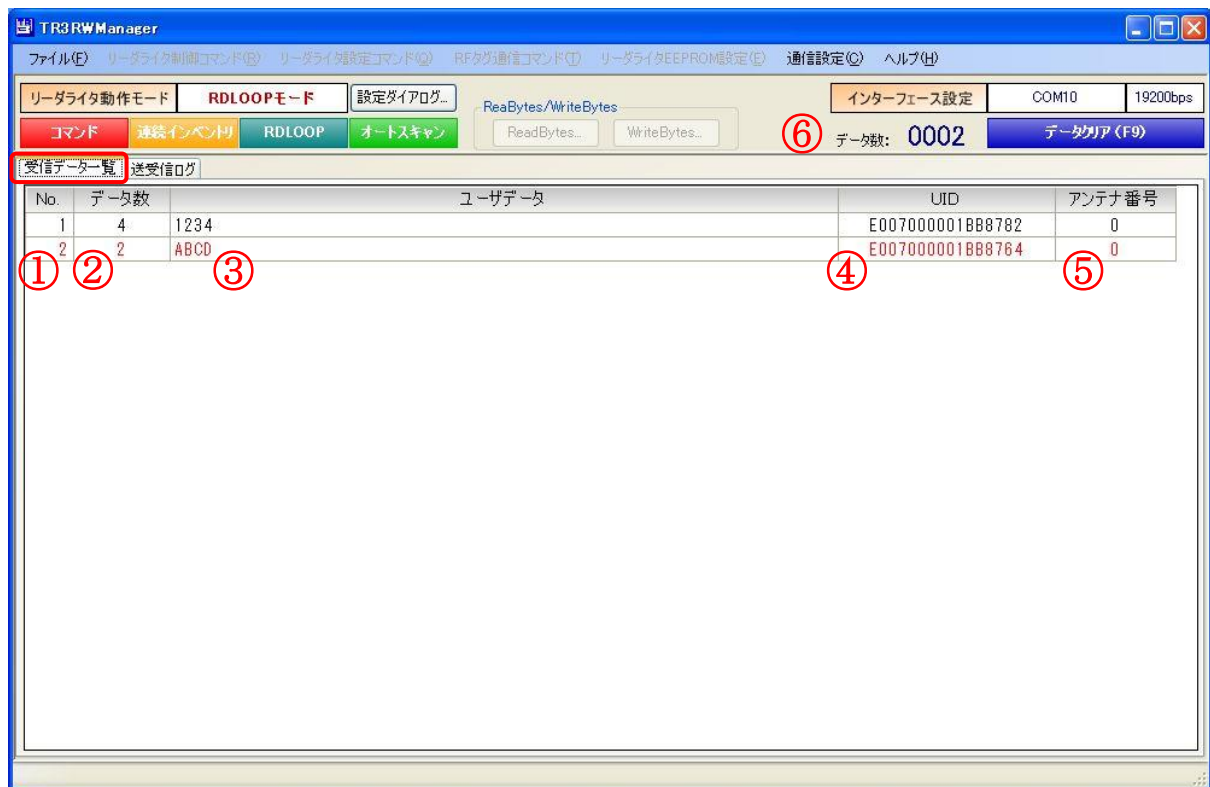 TR3RWManager
ファイル(F) リーダライタ制御コマンド(R) リーダライタ設定コマンド(Q) RFタグ通信コマンド(T) リーダライタEEPROM設定(E) 通信設定(C) ヘルプ(H)
リーダライタ動作モード RDLOOPモード 設定ダイアログ... ReaBytes/WriteBytes インターフェース設定 COM10 19200bps
コマンド 連続インベントリ RDLOOP オートスキャン ReadBytes... WriteBytes... ⑥ データ数: 0002 データクリア(F9)
受信データ一覧 送受信ログ
No. データ数 ユーザデータ UID アンテナ番号
1 4 1234 E007000001BB8782 0
2 2 ABCD E007000001BB8764 0
① ② ③ ④ ⑤